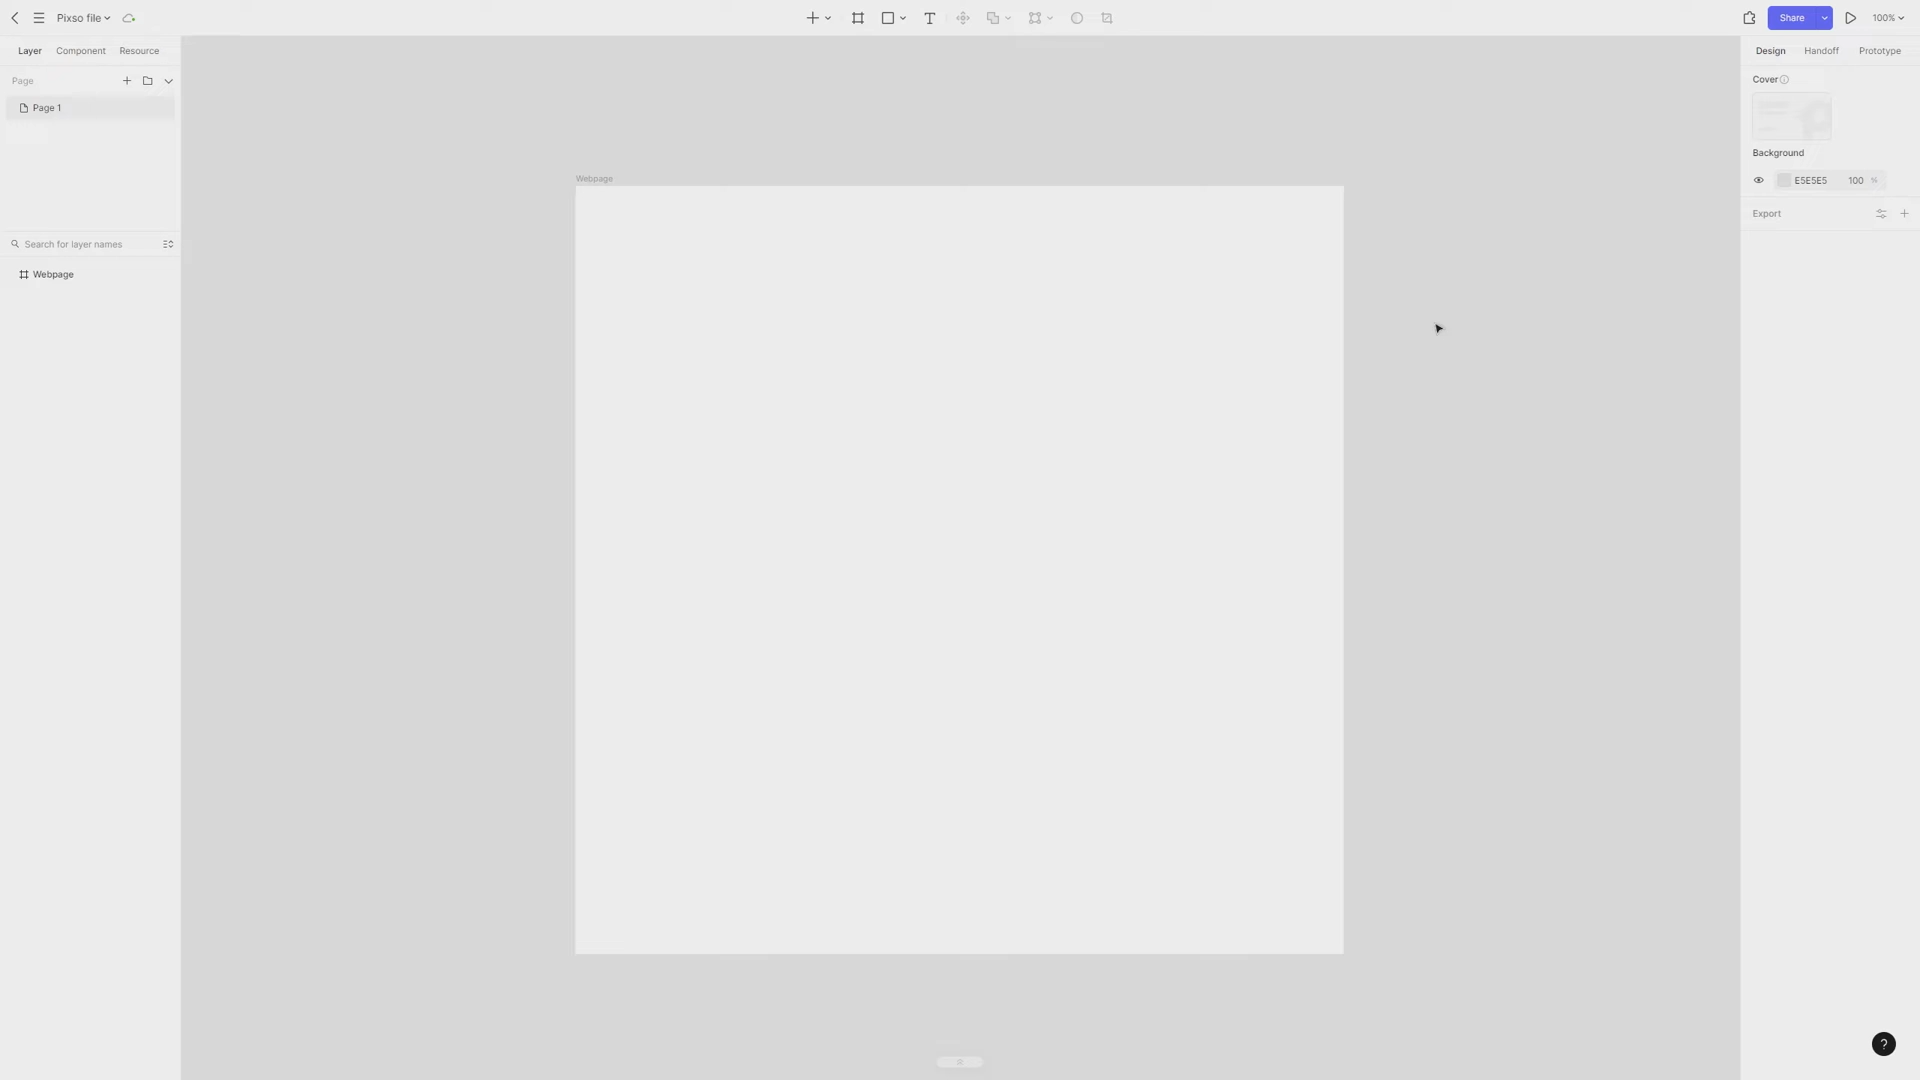 Pixso file
Share
100%
Layer
Component
Resource
Design
Handoff
Prototype
Page
Cover
Page 1
Background
Webpage
E5E5E5
100
%
Export
Search for layer names
Webpage
?